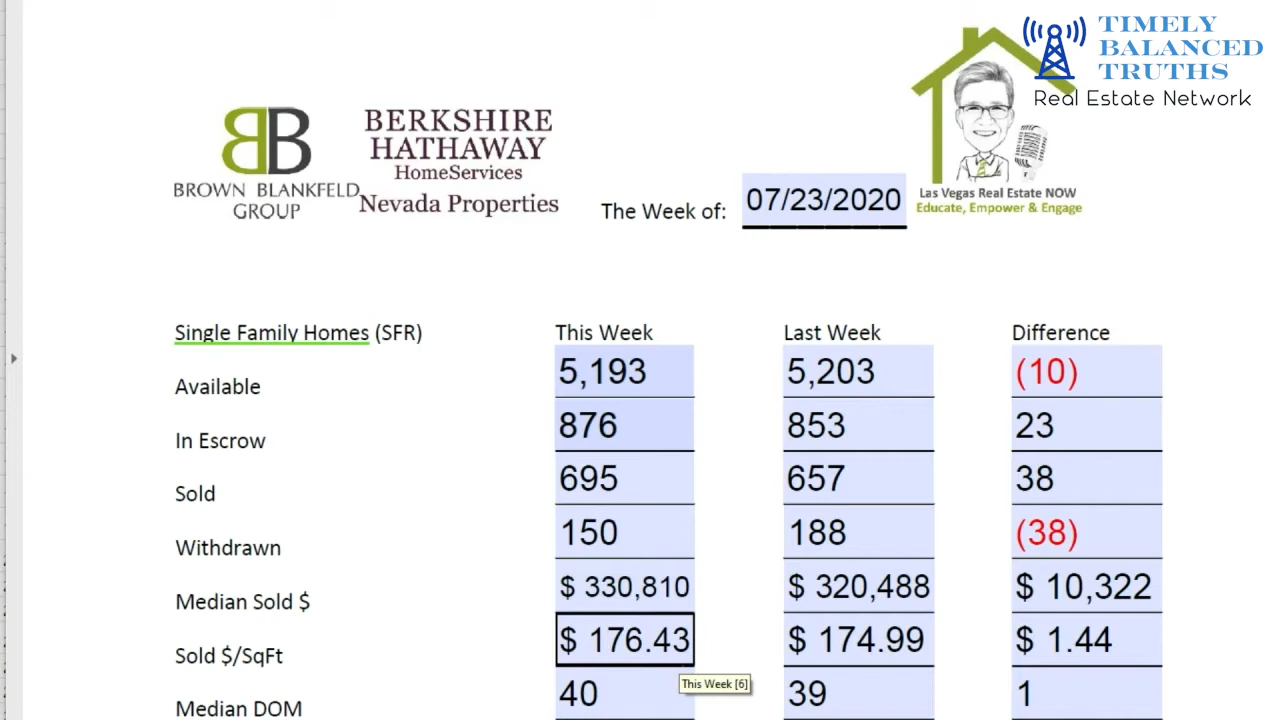 TIMELY
BALANCED
TRUTHS
Real Estate Network
BB
BROWN BLANKFELD
GROUP
BERKSHIRE
HATHAWAY
HomeServices
Nevada Properties
The Week of: 07/23/2020
Las Vegas Real Estate NOW
Educate, Empower & Engage
Single Family Homes (SFR) This Week Last Week Difference
Available 5,193 5,203 (10)
In Escrow 876 853 23
Sold 695 657 38
Withdrawn 150 188 (38)
Median Sold $ $ 330,810 $ 320,488 $ 10,322
Sold $/SqFt $ 176.43 $ 174.99 $ 1.44
This Week [6]
Median DOM 40 39 1